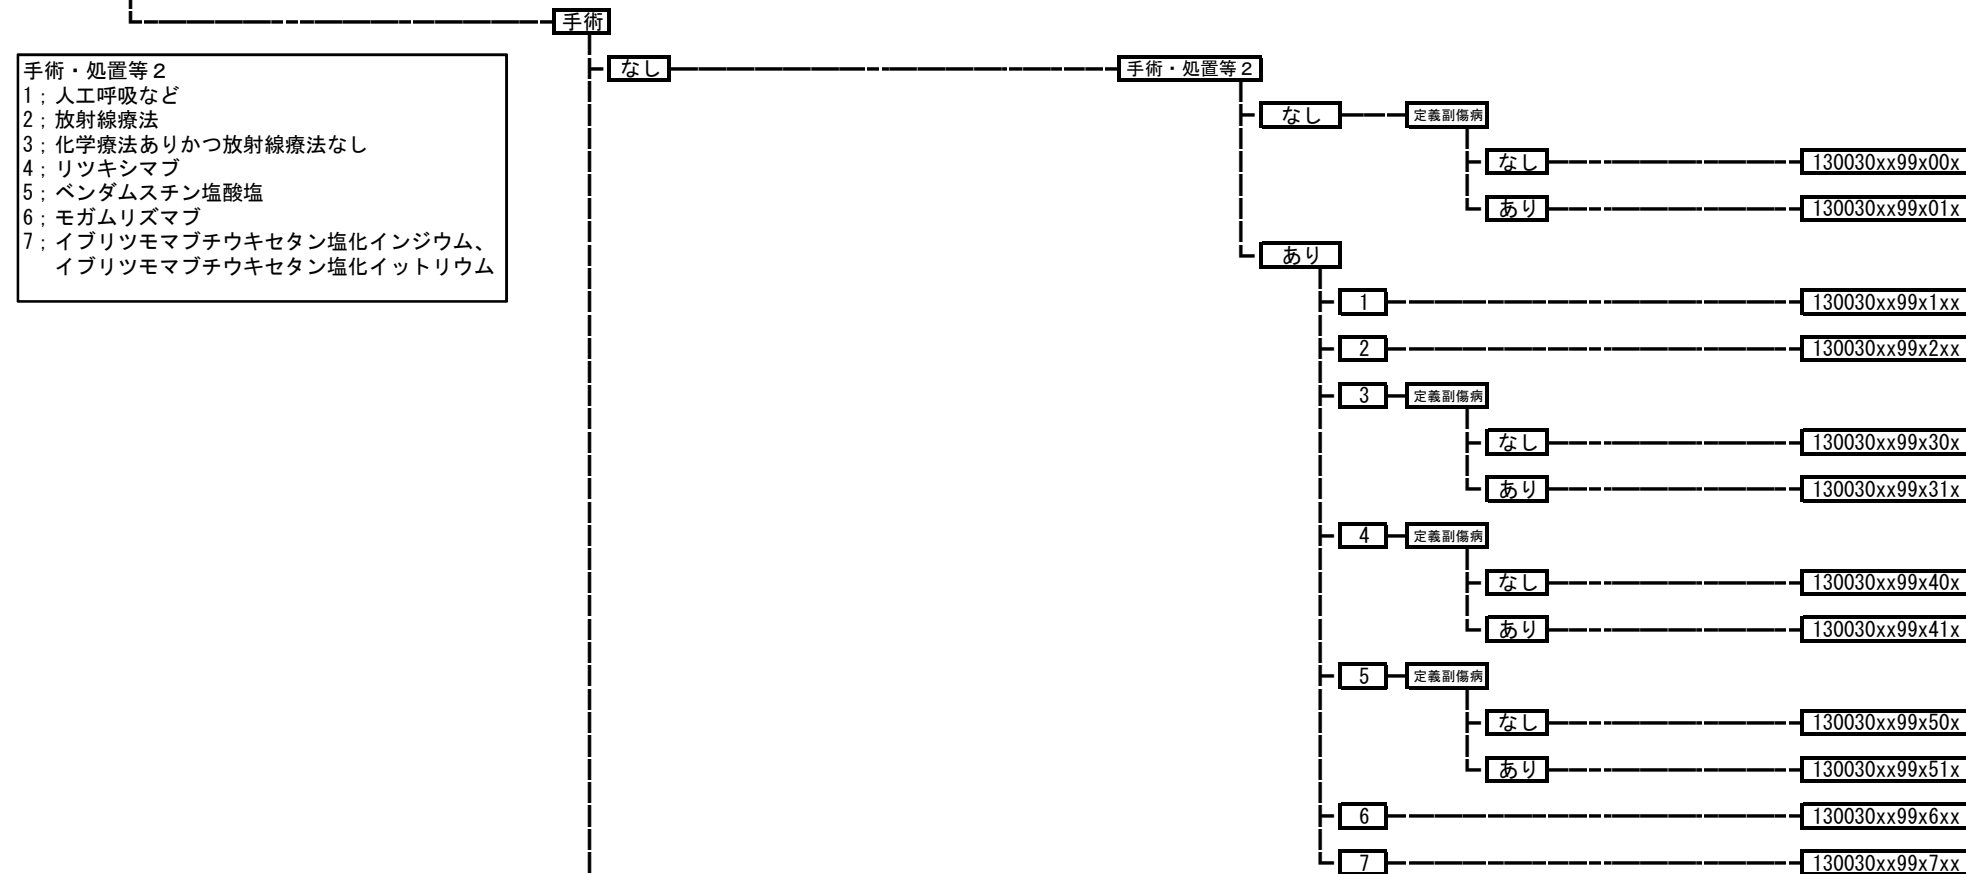 手術
手術・処置等２
1；人工呼吸など
2；放射線療法
3；化学療法ありかつ放射線療法なし
4；リツキシマブ
5；ベンダムスチン塩酸塩
6；モガムリズマブ
7；イブリツモマブチウキセタン塩化インジウム、
イブリツモマブチウキセタン塩化イットリウム
なし 手術・処置等２
なし 定義副傷病
なし 130030xx99x00x
あり 130030xx99x01x
あり
1 130030xx99x1xx
2 130030xx99x2xx
3 定義副傷病
なし 130030xx99x30x
あり 130030xx99x31x
4 定義副傷病
なし 130030xx99x40x
あり 130030xx99x41x
5 定義副傷病
なし 130030xx99x50x
あり 130030xx99x51x
6 130030xx99x6xx
7 130030xx99x7xx